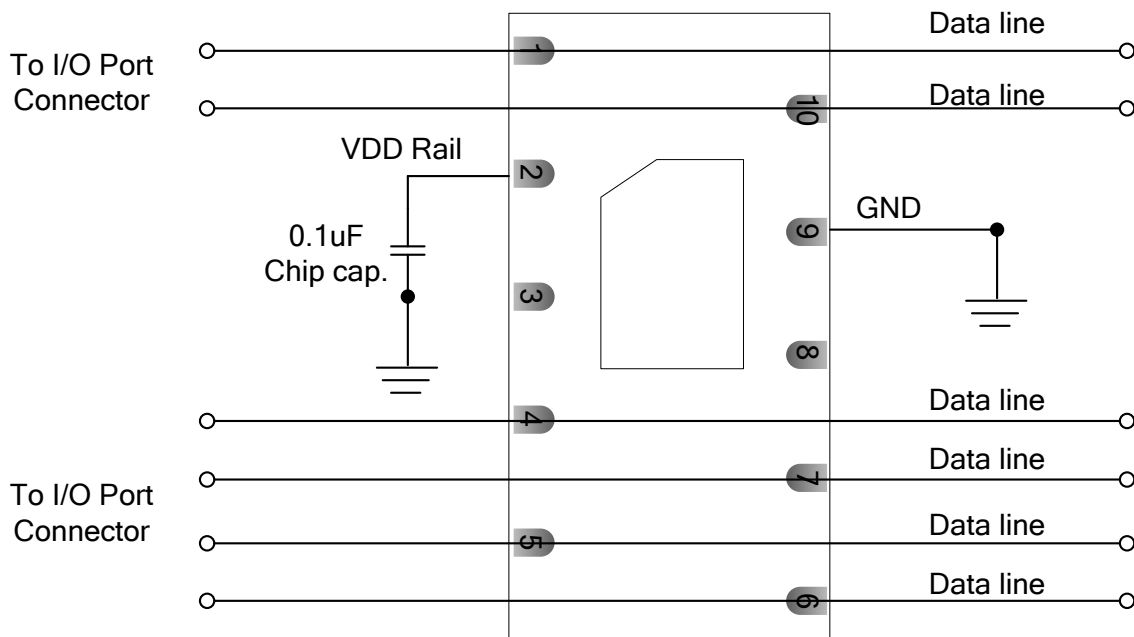 Data line
1
To I/O Port
Connector
Data line
10
VDD Rail
2
GND
9
0.1uF
Chip cap.
3
8
Data line
4
Data line
7
To I/O Port
Connector
Data line
5
Data line
6